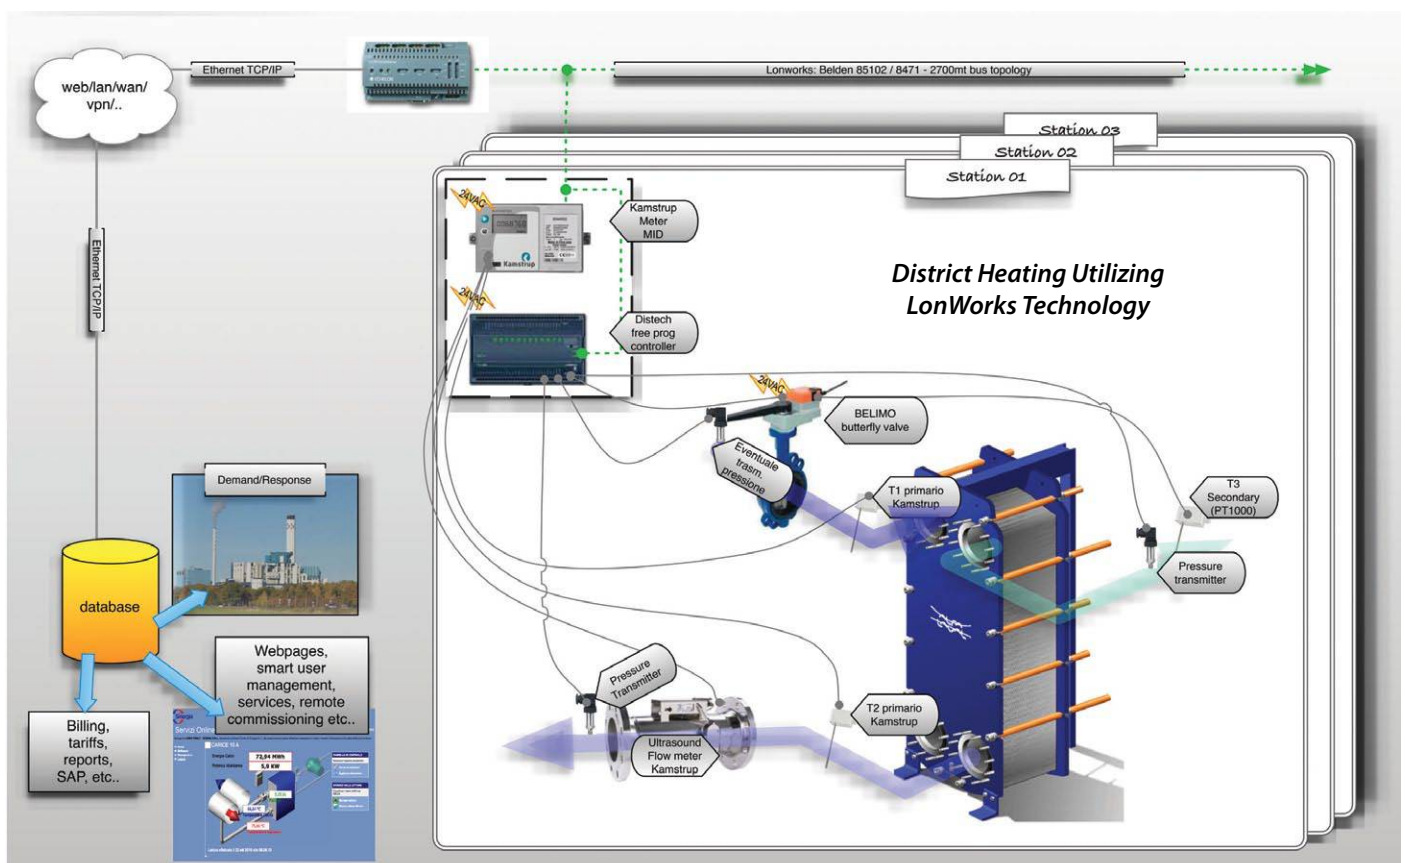 Ethernet TCP/IP
web/lan/wan/
vpn/..
ECHELON
Lonworks: Belden 85102 / 8471 - 2700mt bus topology
Station 03
Station 02
Station 01
24VAC
Kamstrup
Meter
MID
Kamstrup
Ethernet TCP/IP
District Heating Utilizing
LonWorks Technology
24VAC
Distech
free prog
controller
24VAC
BELIMO
butterfly valve
Eventuale
trasm.
pressione
T1 primario
Kamstrup
T3
Secondary
(PT1000)
Demand/Response
Pressure
transmitter
database
Webpages,
smart user
management,
services, remote
commissioning etc..
Pressure
Transmitter
T2 primario
Kamstrup
Billing,
tariffs,
reports,
SAP, etc..
Ultrasound
Flow meter
Kamstrup
Servizi Online
CARICE 10 A
72,94 MWh
5,9 KW